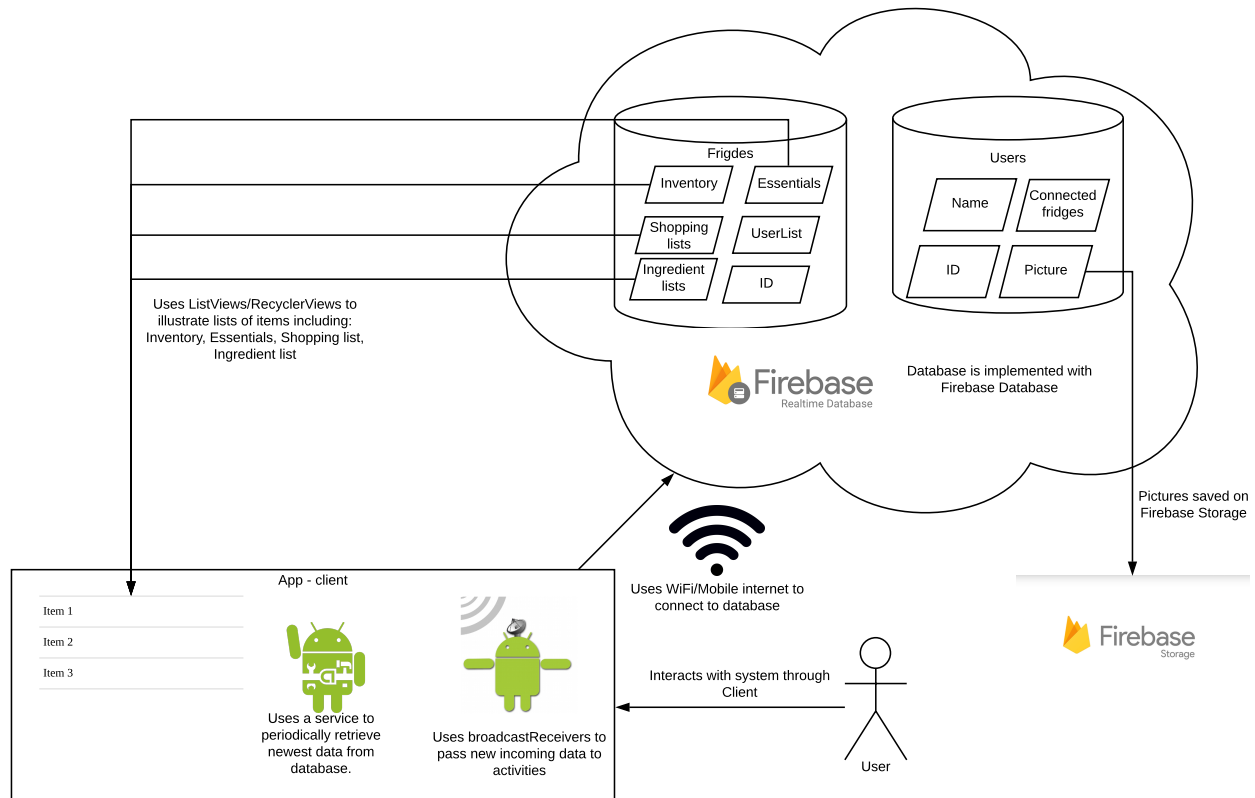 Frigdes
Inventory
Essentials
Shopping
lists
UserList
Ingredient
lists
ID
Users
Name
Connected
fridges
ID
Picture
Uses ListViews/RecyclerViews to
illustrate lists of items including:
Inventory, Essentials, Shopping list,
Ingredient list
Firebase
Realtime Database
Database is implemented with
Firebase Database
Pictures saved on
Firebase Storage
App - client
Item 1
Item 2
Item 3
Uses a service to
periodically retrieve
newest data from
database.
Uses broadcastReceivers to
pass new incoming data to
activities
Uses WiFi/Mobile internet to
connect to database
Interacts with system through
Client
User
Firebase
Storage